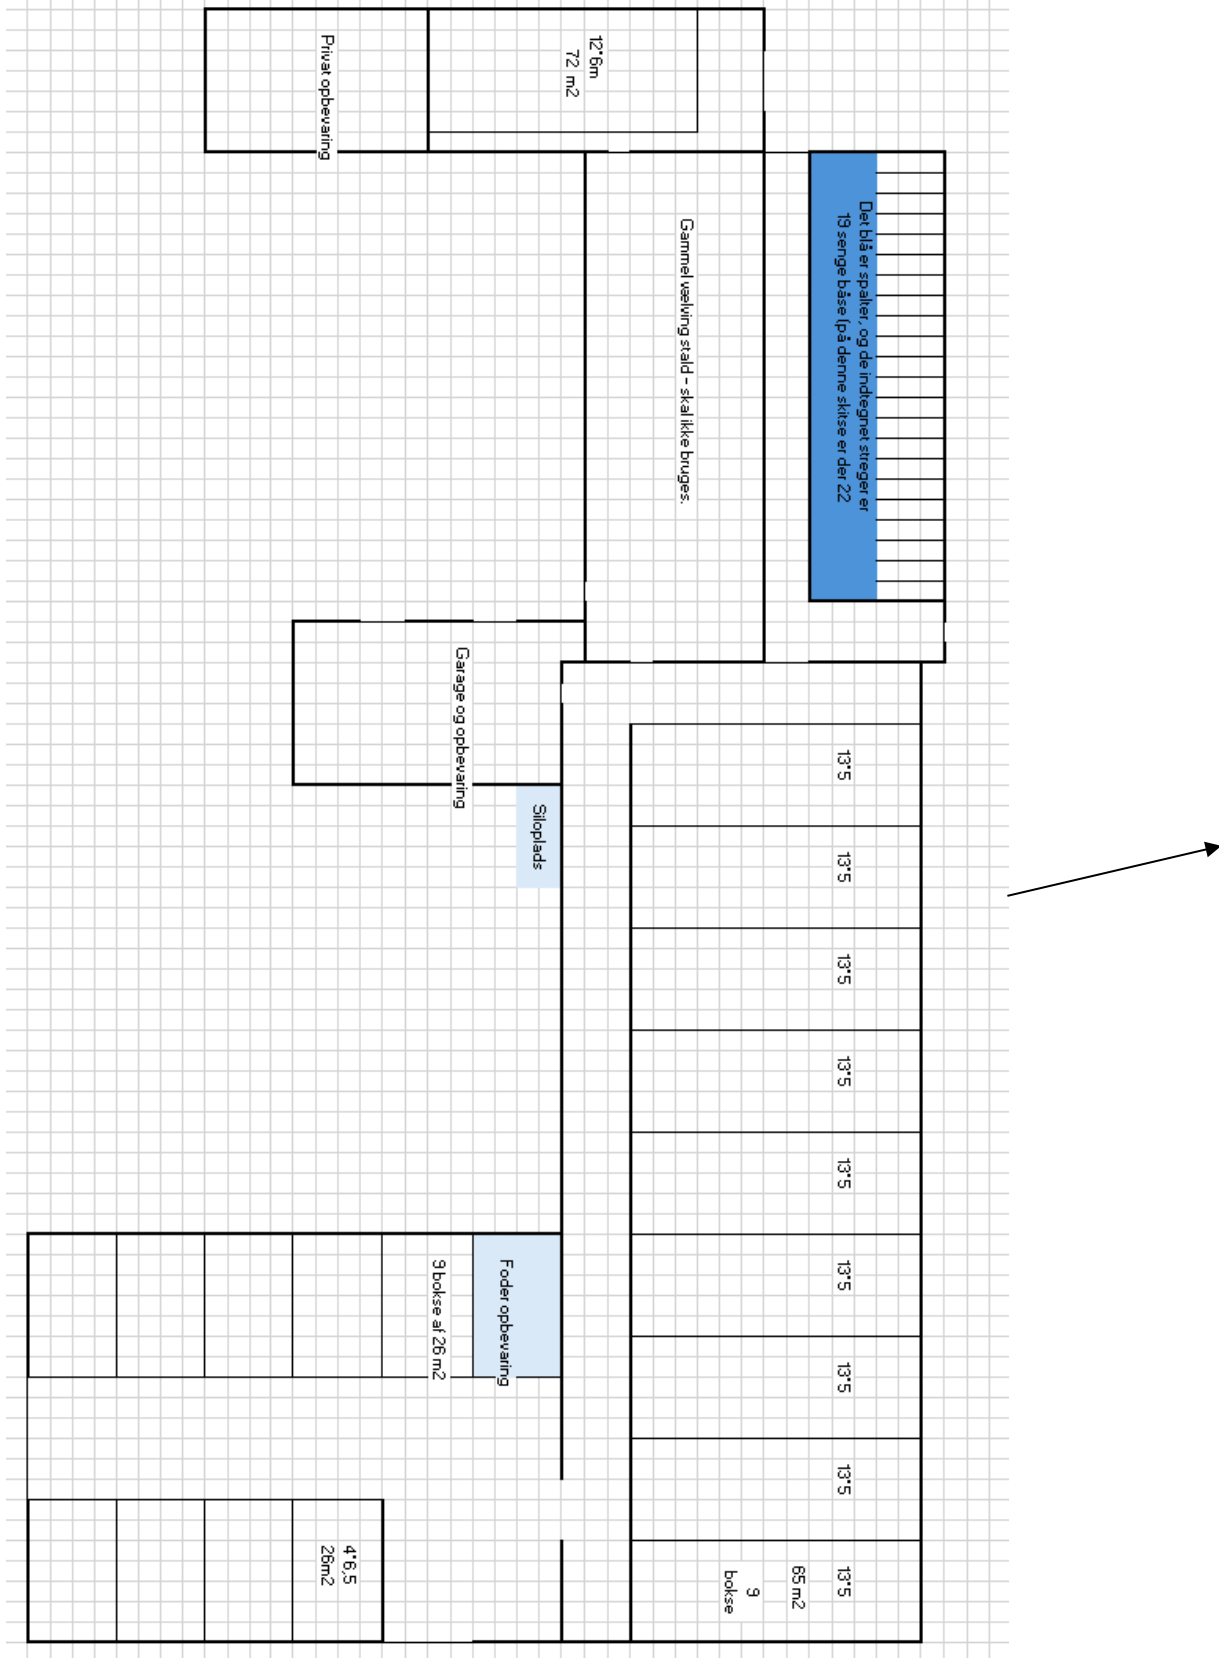 Privat opbevaring
12*6m
72 m2
Det blå er spalter, og de indtegnet streger er
19 senge båse (på denne skitse er der 22
Gammel vælving stald - skal ikke bruges.
Garage og opbevaring
Siloplads
13*5
13*5
13*5
13*5
13*5
13*5
13*5
13*5
13*5
65 m2
9
bokse
Foder opbevaring
9 bokse af 26 m2
4*6,5
26m2